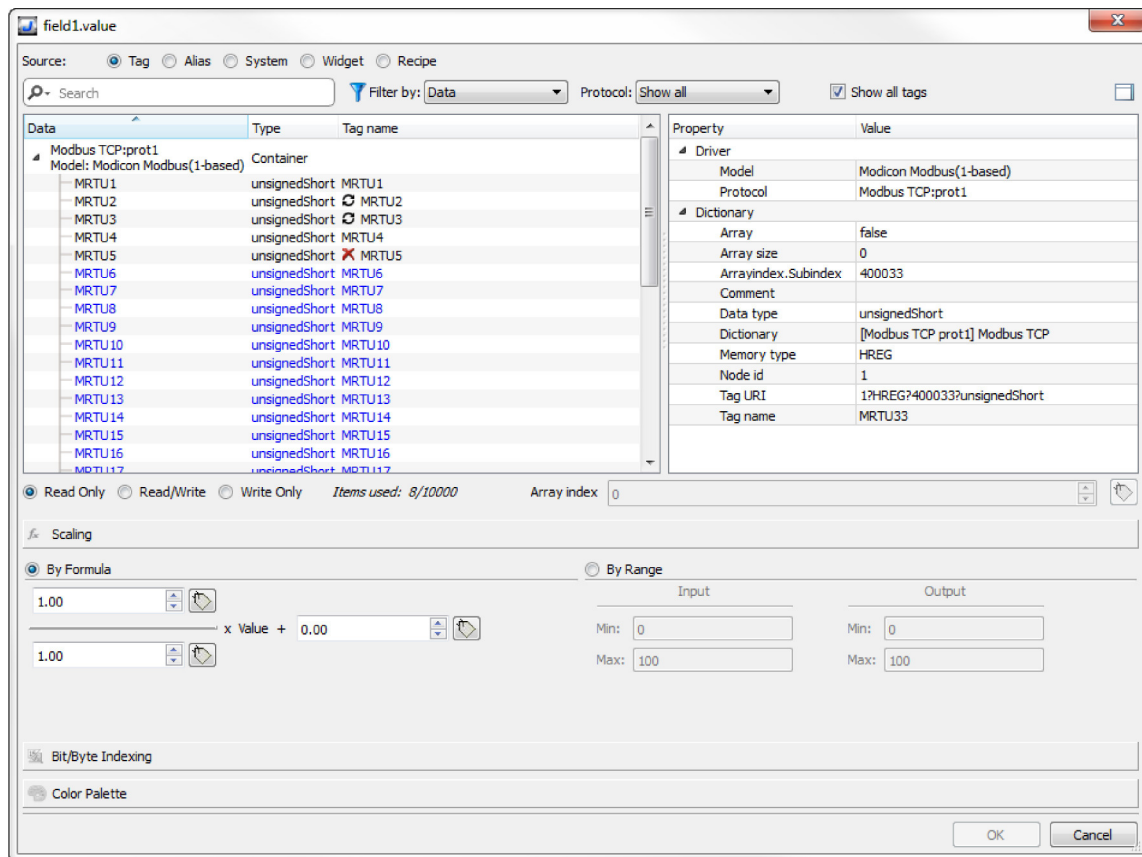 field1.value
Source: Tag Alias System Widget Recipe
Search Filter by: Data Protocol: Show all Show all tags
Data Type Tag name Property Value
Modbus TCP:prot1
Model: Modicon Modbus(1-based) Container
MRTU1 unsignedShort MRTU1
MRTU2 unsignedShort MRTU2
MRTU3 unsignedShort MRTU3
MRTU4 unsignedShort MRTU4
MRTU5 unsignedShort MRTU5
MRTU6 unsignedShort MRTU6
MRTU7 unsignedShort MRTU7
MRTU8 unsignedShort MRTU8
MRTU9 unsignedShort MRTU9
MRTU10 unsignedShort MRTU10
MRTU11 unsignedShort MRTU11
MRTU12 unsignedShort MRTU12
MRTU13 unsignedShort MRTU13
MRTU14 unsignedShort MRTU14
MRTU15 unsignedShort MRTU15
MRTU16 unsignedShort MRTU16
MRTU17 unsignedShort MRTU17
Driver
Model Modicon Modbus(1-based)
Protocol Modbus TCP:prot1
Dictionary
Array false
Array size 0
Arrayindex.Subindex 400033
Comment
Data type unsignedShort
Dictionary [Modbus TCP prot1] Modbus TCP
Memory type HREG
Node id 1
Tag URI 1?HREG?400033?unsignedShort
Tag name MRTU33
Read Only Read/Write Write Only Items used: 8/10000 Array index 0
Scaling
By Formula
1.00
x Value + 0.00
1.00
By Range
Input Output
Min: 0 Min: 0
Max: 100 Max: 100
Bit/Byte Indexing
Color Palette
OK Cancel